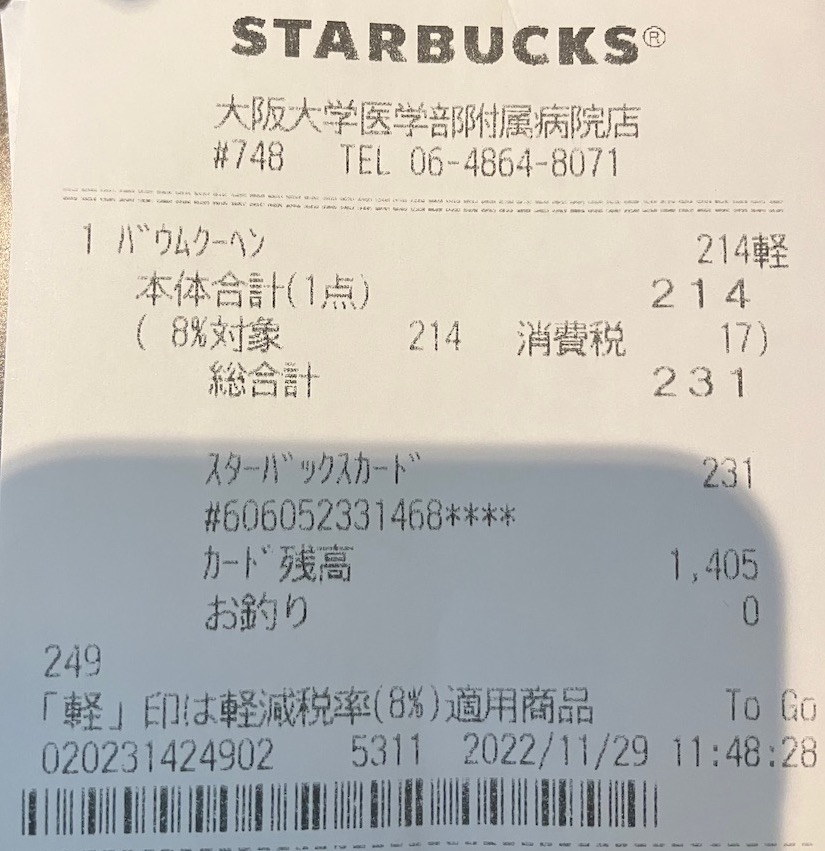 STARBUCKS®
大阪大学医学部附属病院店
#748 TEL 06-4864-8071
1 バウムクーヘン 214軽
本体合計(1点) 214
( 8%対象 214 消費税 17)
総合計 231
スターバックスカード 231
#606052331468****
カード残高 1,405
お釣り 0
249
「軽」印は軽減税率(8%)適用商品 To Go
020231424902 5311 2022/11/29 11:48:28